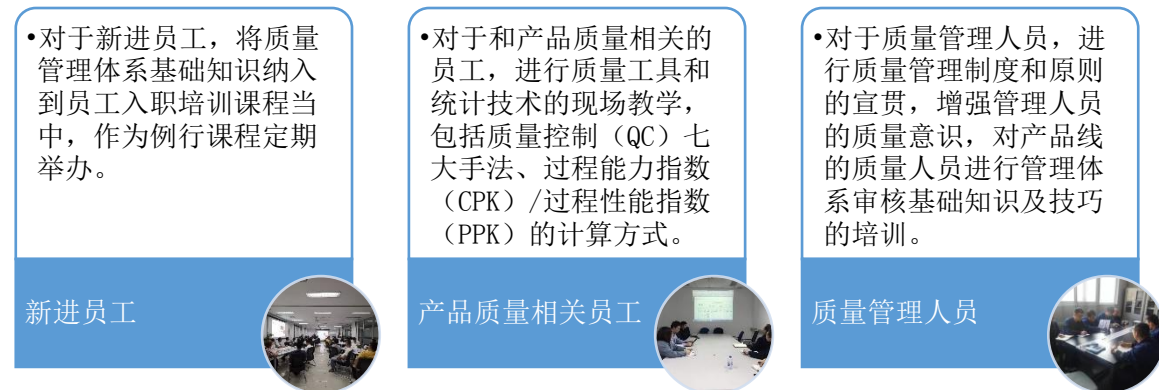 •对于新进员工，将质量
管理体系基础知识纳入
到员工入职培训课程当
中，作为例行课程定期
举办。
新进员工
•对于和产品质量相关的
员工，进行质量工具和
统计技术的现场教学，
包括质量控制（QC）七
大手法、过程能力指数
（CPK）/过程性能指数
（PPK）的计算方式。
产品质量相关员工
•对于质量管理人员，进
行质量管理制度和原则
的宣贯，增强管理人员
的质量意识，对产品线
的质量人员进行管理体
系审核基础知识及技巧
的培训。
质量管理人员